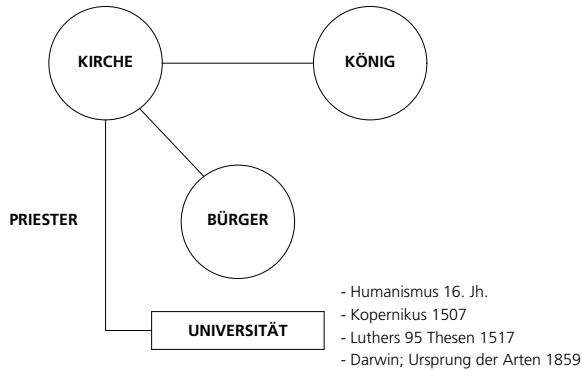 KIRCHE
KÖNIG
PRIESTER
BÜRGER
UNIVERSITÄT
- Humanismus 16. Jh.
- Kopernikus 1507
- Luthers 95 Thesen 1517
- Darwin; Ursprung der Arten 1859